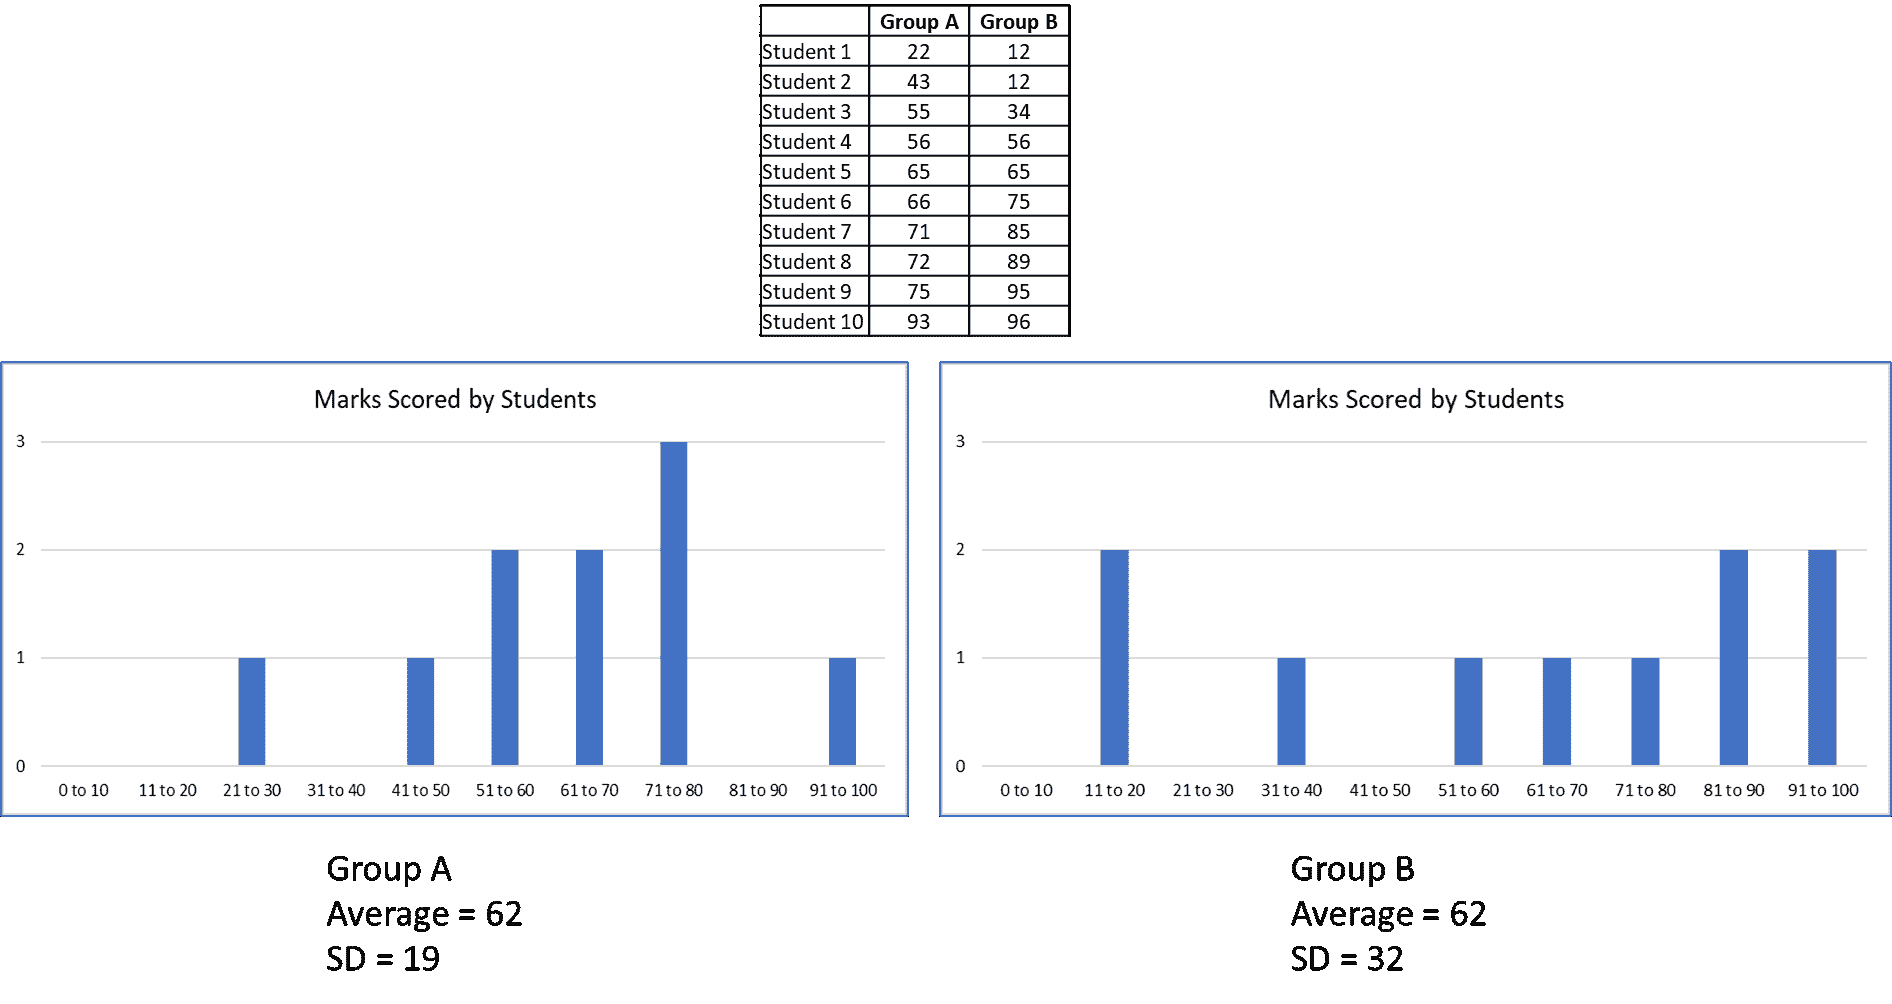 Group A Group B
Student 1 22 12
Student 2 43 12
Student 3 55 34
Student 4 56 56
Student 5 65 65
Student 6 66 75
Student 7 71 85
Student 8 72 89
Student 9 75 95
Student 10 93 96
Marks Scored by Students
3
2
1
0
0 to 10 11 to 20 21 to 30 31 to 40 41 to 50 51 to 60 61 to 70 71 to 80 81 to 90 91 to 100
Marks Scored by Students
3
2
1
0
0 to 10 11 to 20 21 to 30 31 to 40 41 to 50 51 to 60 61 to 70 71 to 80 81 to 90 91 to 100
Group A
Average = 62
SD = 19
Group B
Average = 62
SD = 32